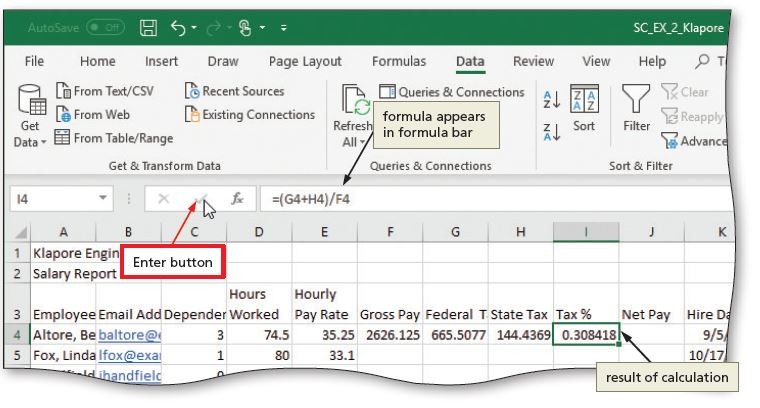 AutoSave Off SC_EX_2_Klapore
File Home Insert Draw Page Layout Formulas Data Review View Help
Get Data
From Text/CSV
From Web
From Table/Range
Recent Sources
Existing Connections
Get & Transform Data
Refresh
All
Queries & Connections
Queries & Connections
formula appears
in formula bar
Sort
Filter
Clear
Reapply
Advance
Sort & Filter
I4 fx =(G4+H4)/F4
Enter button
A B C D E F G H I J K
1 Klapore Engin
2 Salary Report
Hours Hourly
3 Employee Email Add Depender Worked Pay Rate Gross Pay Federal T State Tax Tax % Net Pay Hire Da
4 Altore, Be baltore@e 3 74.5 35.25 2626.125 665.5077 144.4369 0.308418 9/5/
5 Fox, Linda lfox@exa 1 80 33.1 10/17/
jhandfield
result of calculation